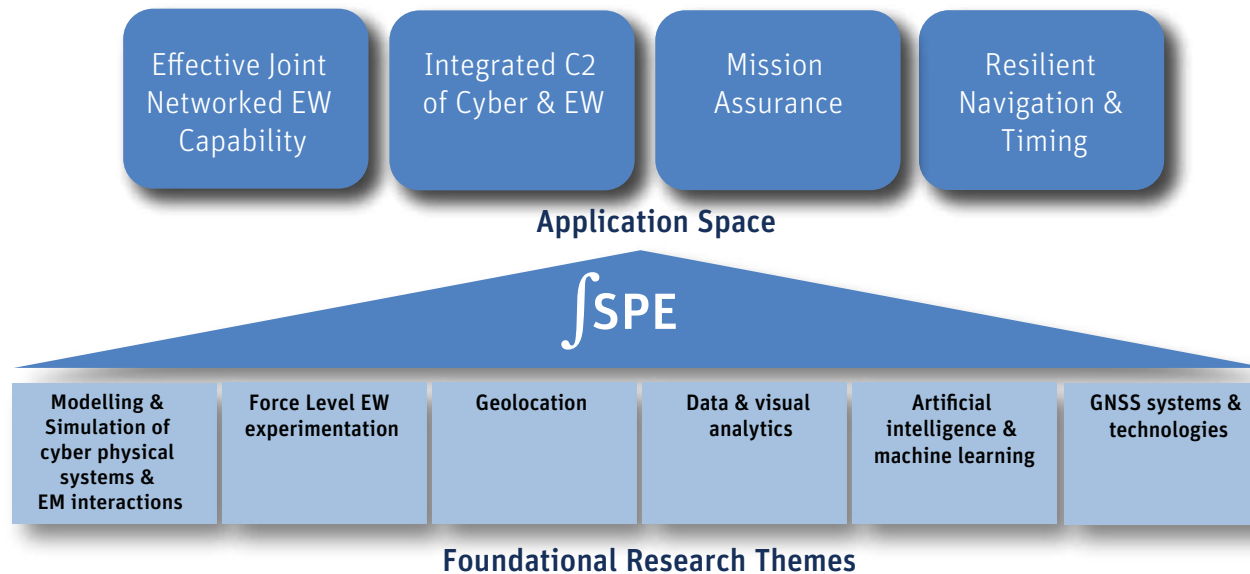 Effective Joint
Networked EW
Capability
Integrated C2
of Cyber & EW
Mission
Assurance
Resilient
Navigation &
Timing
Application Space
∫SPE
Modelling &
Simulation of
cyber physical
systems &
EM interactions
Force Level EW
experimentation
Geolocation
Data & visual
analytics
Artificial
intelligence &
machine learning
GNSS systems &
technologies
Foundational Research Themes